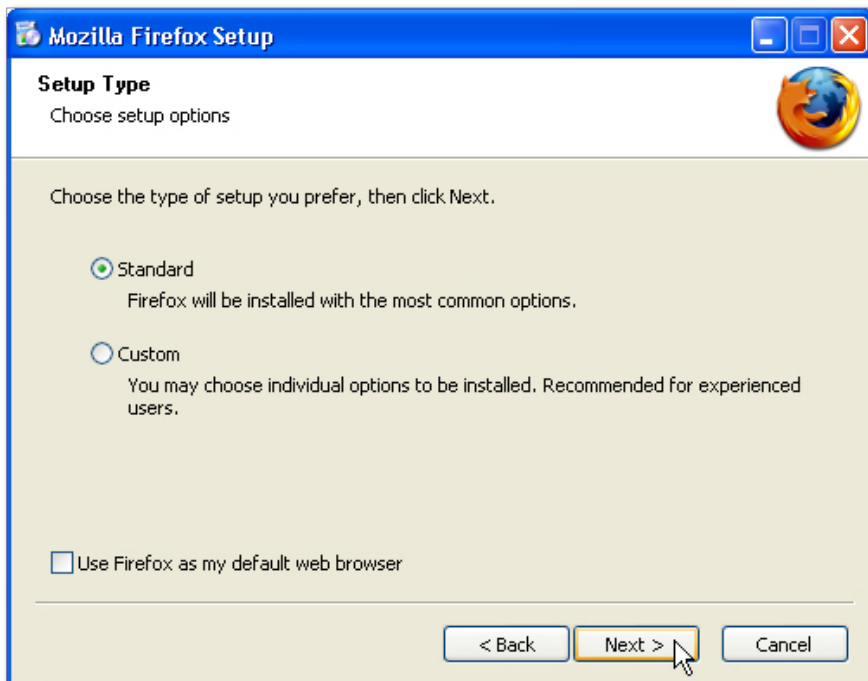 Mozilla Firefox Setup
Setup Type
Choose setup options
Choose the type of setup you prefer, then click Next.
Standard
Firefox will be installed with the most common options.
Custom
You may choose individual options to be installed. Recommended for experienced
users.
Use Firefox as my default web browser
< Back
Next >
Cancel